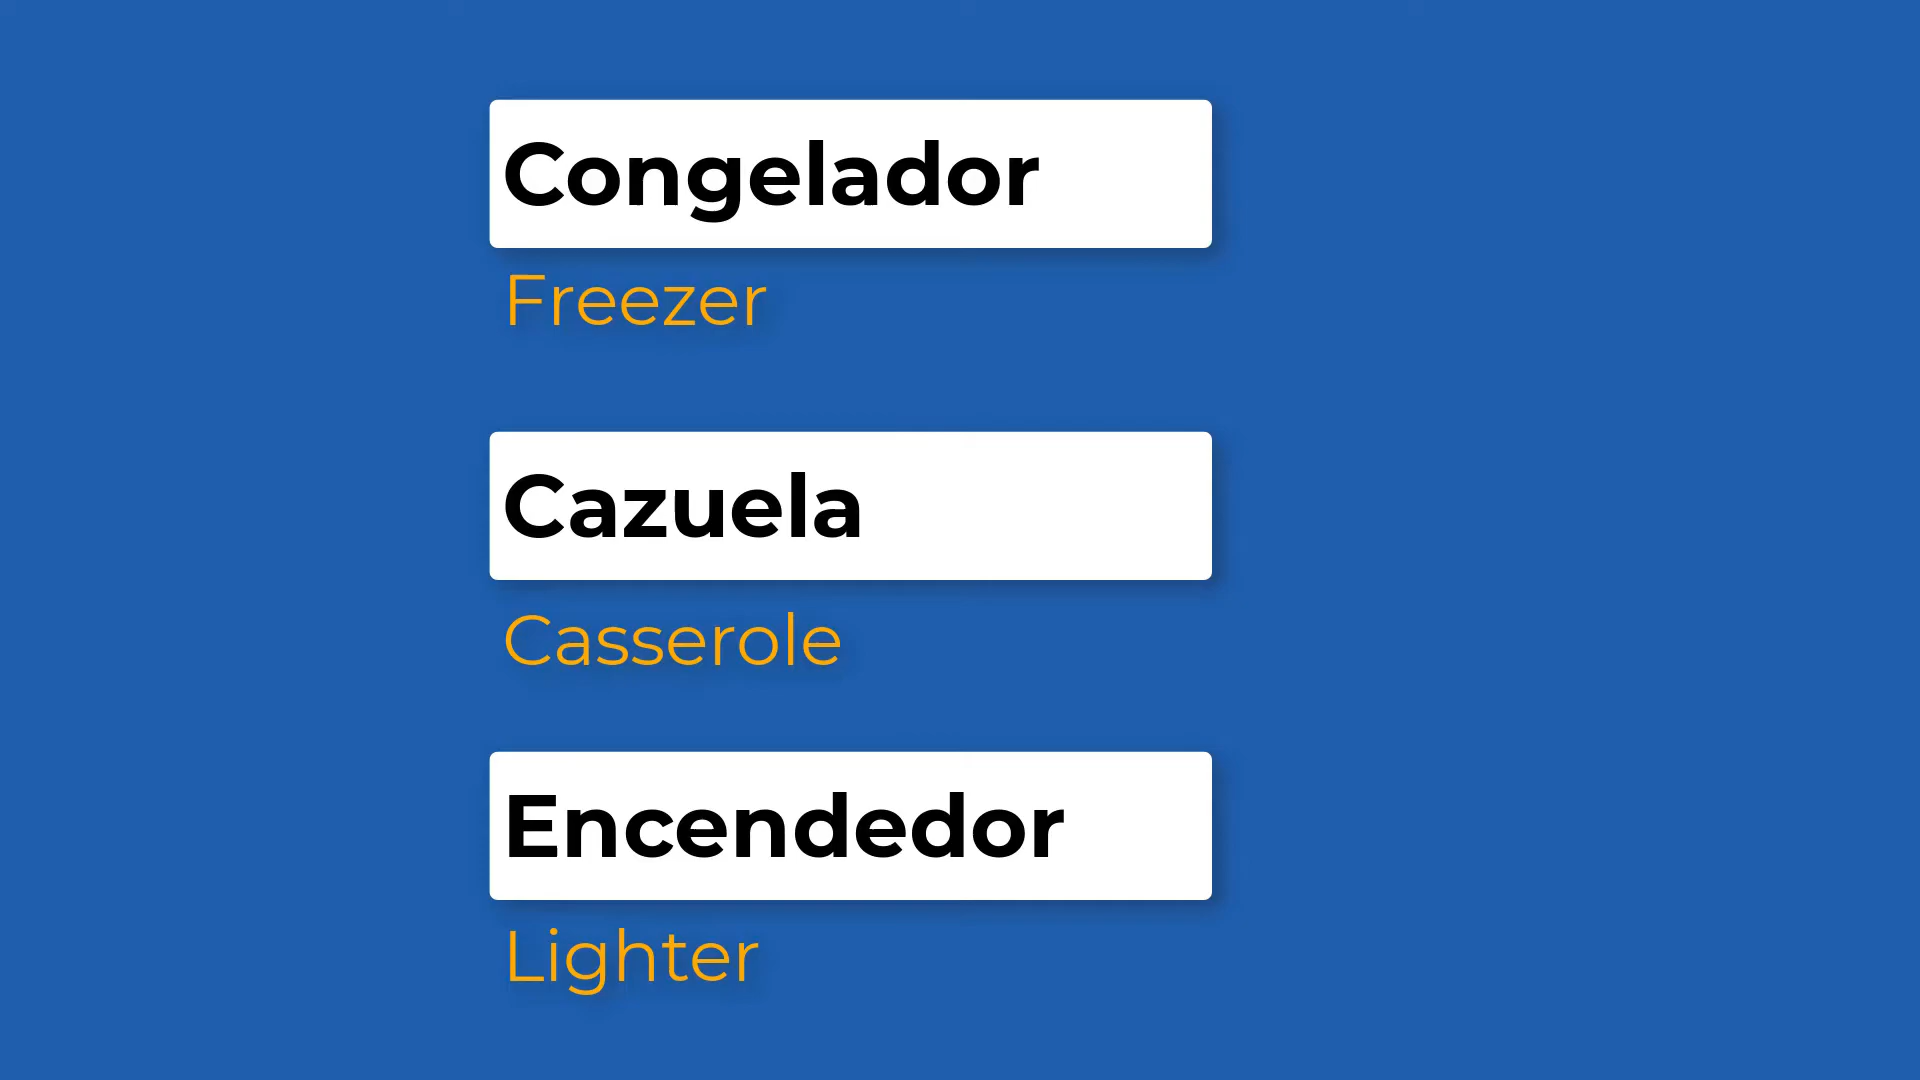 Congelador
Freezer
Cazuela
Casserole
Encendedor
Lighter